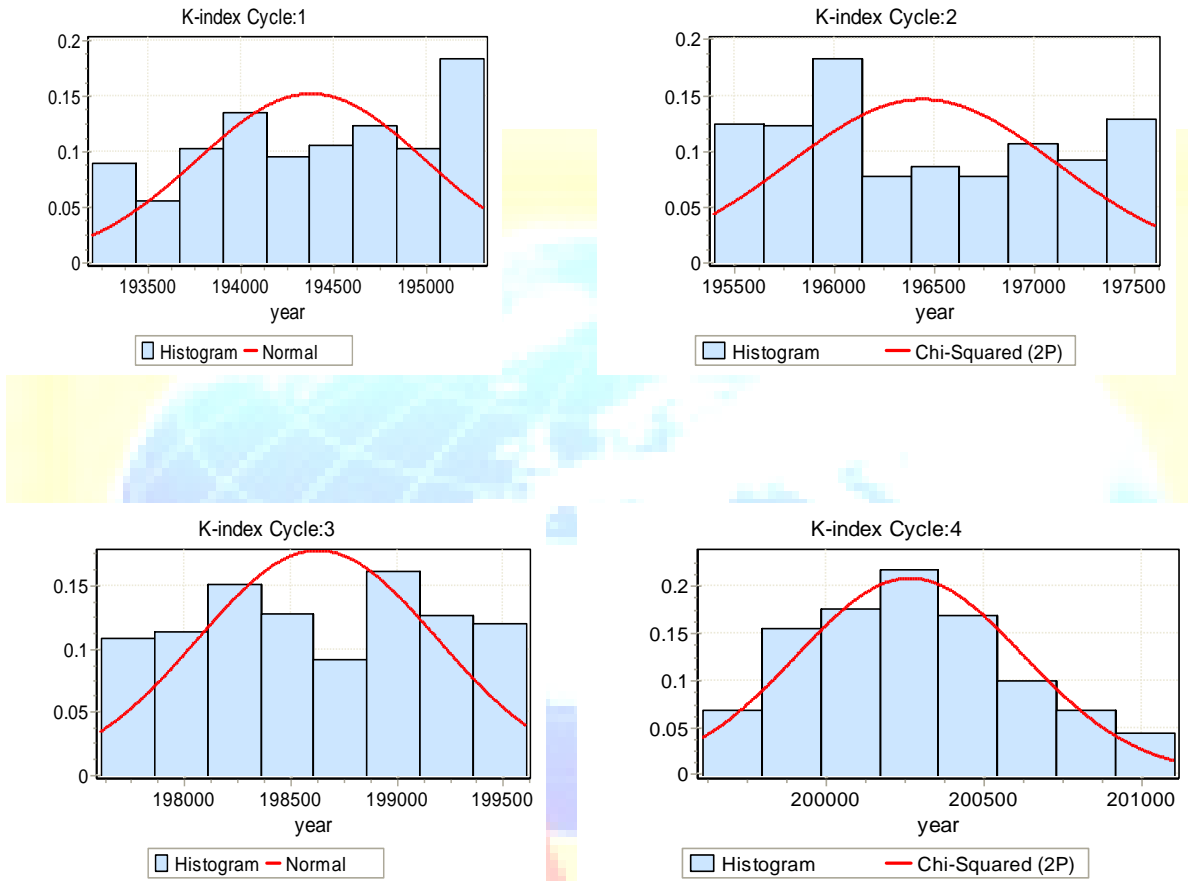 K-index Cycle:1
0.2
0.15
0.1
0.05
0
193500 194000 194500 195000
year
Histogram Normal
K-index Cycle:2
0.2
0.15
0.1
0.05
0
195500 196000 196500 197000 197500
year
Histogram Chi-Squared (2P)
K-index Cycle:3
0.15
0.1
0.05
0
198000 198500 199000 199500
year
Histogram Normal
K-index Cycle:4
0.2
0.15
0.1
0.05
0
200000 200500 201000
year
Histogram Chi-Squared (2P)